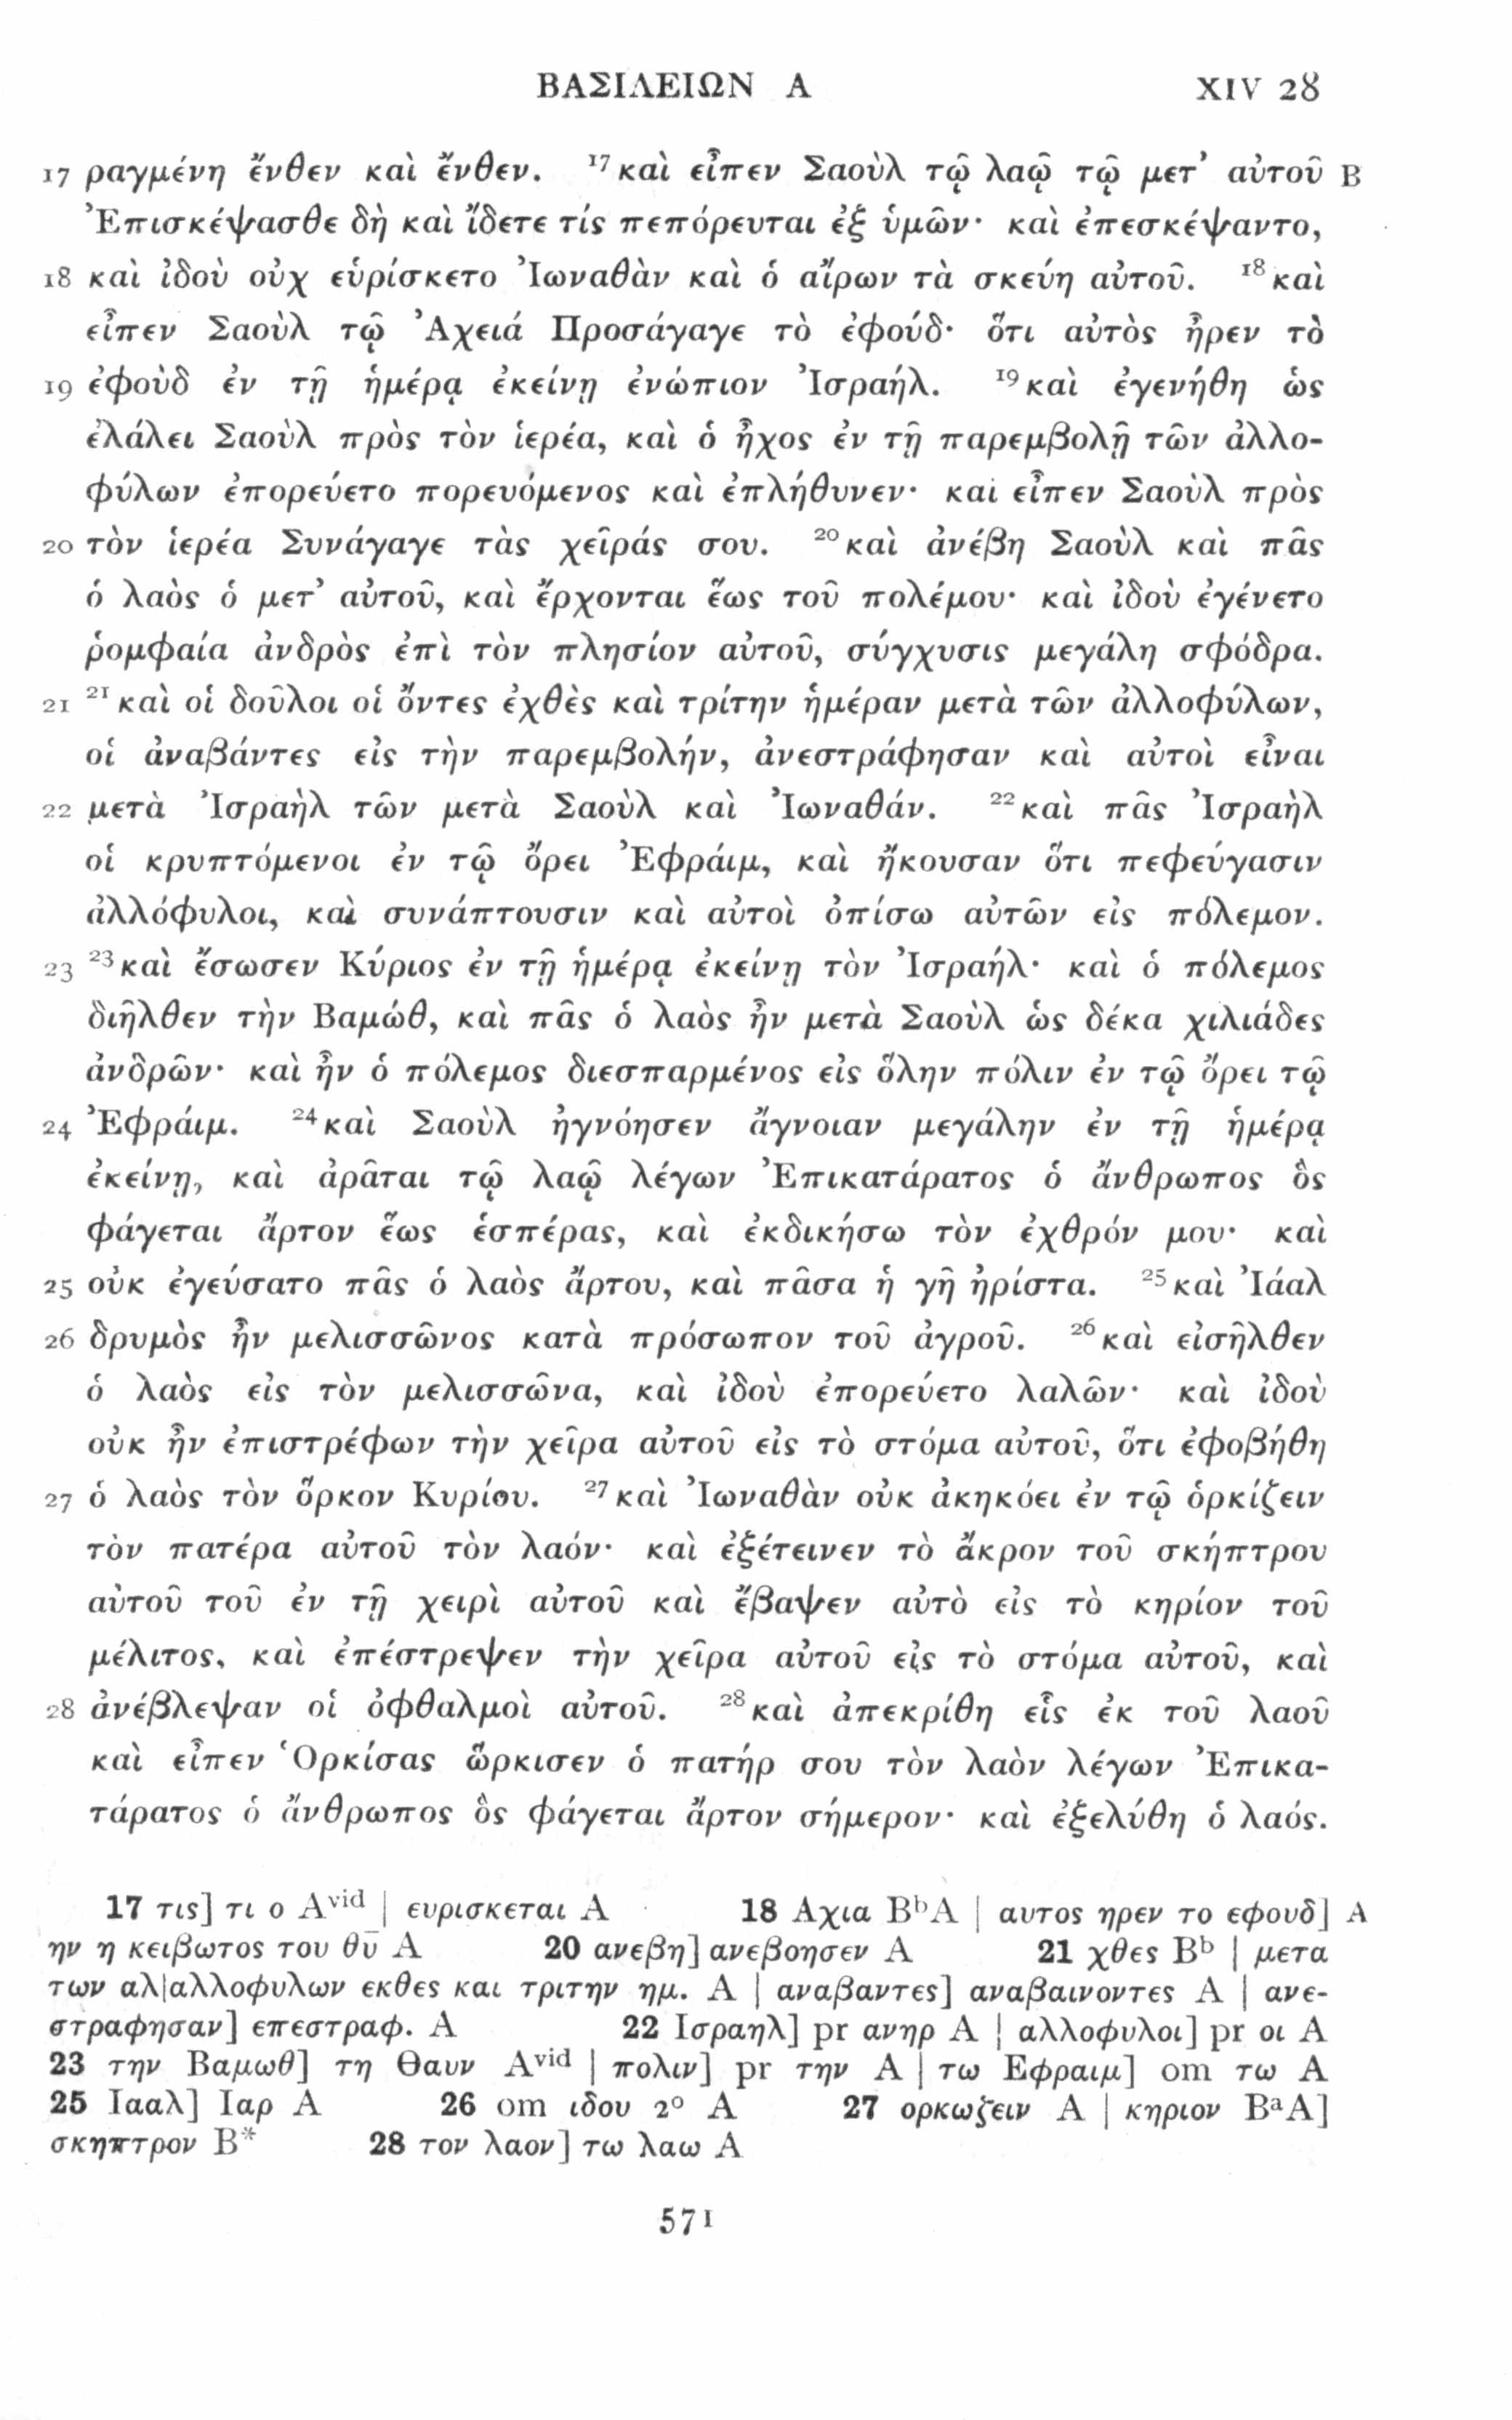 ΒΑΣΙΛΕΙΩΝ Α XIV 28
17 ραγμένη ἔνθεν καὶ ἔνθεν. ¹⁷καὶ εἶπεν Σαοὺλ τῷ λαῷ τῷ μετ’ αὐτοῦ B
Ἐπισκέψασθε δὴ καὶ ἴδετε τίς πεπόρευται ἐξ ὑμῶν· καὶ ἐπεσκέψαντο,
18 καὶ ἰδοὺ οὐχ εὑρίσκετο Ἰωναθὰν καὶ ὁ αἴρων τὰ σκεύη αὐτοῦ. ¹⁸καὶ
εἶπεν Σαοὺλ τῷ Ἀχειά Προσάγαγε τὸ ἐφούδ· ὅτι αὐτὸς ἦρεν τὸ
19 ἐφοὺδ ἐν τῇ ἡμέρᾳ ἐκείνῃ ἐνώπιον Ἰσραήλ. ¹⁹καὶ ἐγενήθη ὡς
ἐλάλει Σαοὺλ πρὸς τὸν ἱερέα, καὶ ὁ ἦχος ἐν τῇ παρεμβολῇ τῶν ἀλλο-
φύλων ἐπορεύετο πορευόμενος καὶ ἐπλήθυνεν· καὶ εἶπεν Σαοὺλ πρὸς
20 τὸν ἱερέα Συνάγαγε τὰς χεῖράς σου. ²⁰καὶ ἀνέβη Σαοὺλ καὶ πᾶς
ὁ λαὸς ὁ μετ’ αὐτοῦ, καὶ ἔρχονται ἕως τοῦ πολέμου· καὶ ἰδοὺ ἐγένετο
ῥομφαία ἀνδρὸς ἐπὶ τὸν πλησίον αὐτοῦ, σύγχυσις μεγάλη σφόδρα.
21 ²¹καὶ οἱ δοῦλοι οἱ ὄντες ἐχθὲς καὶ τρίτην ἡμέραν μετὰ τῶν ἀλλοφύλων,
οἱ ἀναβάντες εἰς τὴν παρεμβολήν, ἀνεστράφησαν καὶ αὐτοὶ εἶναι
22 μετὰ Ἰσραὴλ τῶν μετὰ Σαοὺλ καὶ Ἰωναθάν. ²²καὶ πᾶς Ἰσραὴλ
οἱ κρυπτόμενοι ἐν τῷ ὄρει Ἐφράιμ, καὶ ἤκουσαν ὅτι πεφεύγασιν
ἀλλόφυλοι, καὶ συνάπτουσιν καὶ αὐτοὶ ὀπίσω αὐτῶν εἰς πόλεμον.
23 ²³καὶ ἔσωσεν Κύριος ἐν τῇ ἡμέρᾳ ἐκείνῃ τὸν Ἰσραήλ· καὶ ὁ πόλεμος
διῆλθεν τὴν Βαμώθ, καὶ πᾶς ὁ λαὸς ἦν μετὰ Σαοὺλ ὡς δέκα χιλιάδες
ἀνδρῶν· καὶ ἦν ὁ πόλεμος διεσπαρμένος εἰς ὅλην πόλιν ἐν τῷ ὄρει τῷ
24 Ἐφράιμ. ²⁴καὶ Σαοὺλ ἠγνόησεν ἄγνοιαν μεγάλην ἐν τῇ ἡμέρᾳ
ἐκείνῃ, καὶ ἀρᾶται τῷ λαῷ λέγων Ἐπικατάρατος ὁ ἄνθρωπος ὃς
φάγεται ἄρτον ἕως ἑσπέρας, καὶ ἐκδικήσω τὸν ἐχθρόν μου· καὶ
25 οὐκ ἐγεύσατο πᾶς ὁ λαὸς ἄρτου, καὶ πᾶσα ἡ γῆ ἠρίστα. ²⁵καὶ Ἰάαλ
26 δρυμὸς ἦν μελισσῶνος κατὰ πρόσωπον τοῦ ἀγροῦ. ²⁶καὶ εἰσῆλθεν
ὁ λαὸς εἰς τὸν μελισσῶνα, καὶ ἰδοὺ ἐπορεύετο λαλῶν· καὶ ἰδοὺ
οὐκ ἦν ἐπιστρέφων τὴν χεῖρα αὐτοῦ εἰς τὸ στόμα αὐτοῦ, ὅτι ἐφοβήθη
27 ὁ λαὸς τὸν ὅρκον Κυρίου. ²⁷καὶ Ἰωναθὰν οὐκ ἀκηκόει ἐν τῷ ὁρκίζειν
τὸν πατέρα αὐτοῦ τὸν λαόν· καὶ ἐξέτεινεν τὸ ἄκρον τοῦ σκήπτρου
αὐτοῦ τοῦ ἐν τῇ χειρὶ αὐτοῦ καὶ ἔβαψεν αὐτὸ εἰς τὸ κηρίον τοῦ
μέλιτος, καὶ ἐπέστρεψεν τὴν χεῖρα αὐτοῦ εἰς τὸ στόμα αὐτοῦ, καὶ
28 ἀνέβλεψαν οἱ ὀφθαλμοὶ αὐτοῦ. ²⁸καὶ ἀπεκρίθη εἷς ἐκ τοῦ λαοῦ
καὶ εἶπεν Ὁρκίσας ὥρκισεν ὁ πατήρ σου τὸν λαὸν λέγων Ἐπικα-
τάρατος ὁ ἄνθρωπος ὃς φάγεται ἄρτον σήμερον· καὶ ἐξελύθη ὁ λαός.
17 τις] τι ο Aᵛⁱᵈ | ευρισκεται A 18 Αχια BᵇA | αυτος ηρεν το εφουδ] A
ην η κειβωτος του θ̅υ̅ A 20 ανεβη] ανεβοησεν A 21 χθες Bᵇ | μετα
των αλ|αλλοφυλων εκθες και τριτην ημ. A | αναβαντες] αναβαινοντες A | ανε-
στραφησαν] επεστραφ. A 22 Ισραηλ] pr ανηρ A | αλλοφυλοι] pr οι A
23 την Βαμωθ] τη Θαυν Aᵛⁱᵈ | πολιν] pr την A | τω Εφραιμ] om τω A
25 Ιααλ] Ιαρ A 26 om ιδου 2° A 27 ορκωζειν A | κηριον BᵃA]
σκηπτρον B* 28 τον λαον] τω λαω A
571